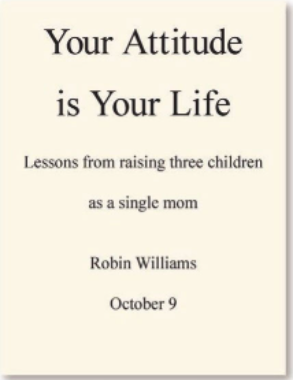 Your Attitude
is Your Life
Lessons from raising three children
as a single mom
Robin Williams
October 9